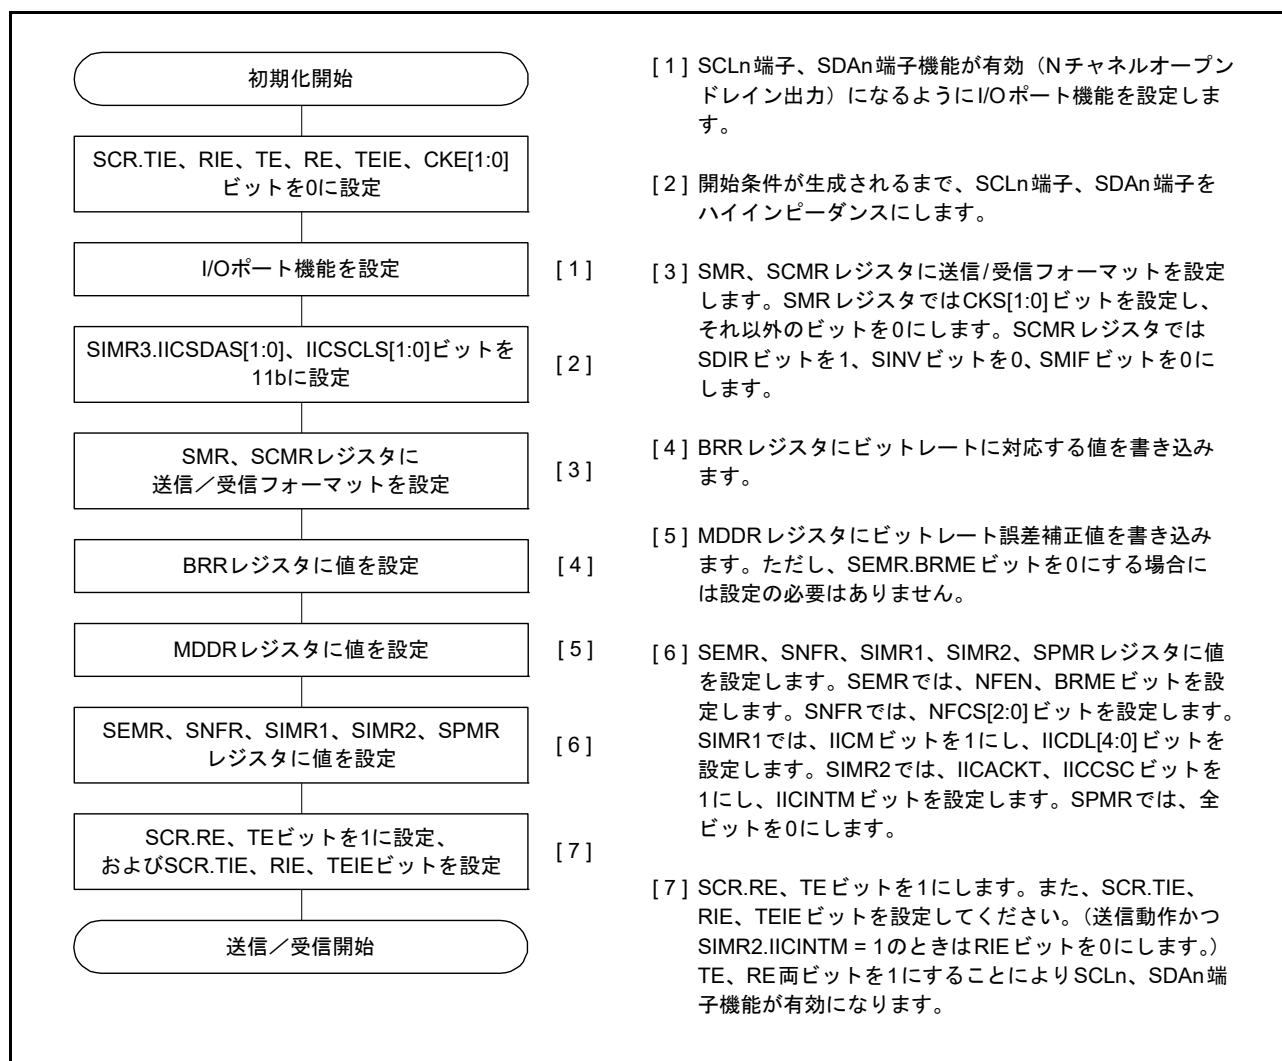 初期化開始
SCR.TIE、RIE、TE、RE、TEIE、CKE[1:0]
ビットを0に設定
I/Oポート機能を設定
[ 1 ]
SIMR3.IICSDAS[1:0]、IICSCLS[1:0]ビットを
11bに設定
[ 2 ]
SMR、SCMRレジスタに
送信／受信フォーマットを設定
[ 3 ]
BRRレジスタに値を設定
[ 4 ]
MDDRレジスタに値を設定
[ 5 ]
SEMR、SNFR、SIMR1、SIMR2、SPMR
レジスタに値を設定
[ 6 ]
SCR.RE、TEビットを1に設定、
およびSCR.TIE、RIE、TEIEビットを設定
[ 7 ]
送信／受信開始
[ 1 ] SCLn端子、SDAn端子機能が有効（Nチャネルオープン
ドレイン出力）になるようにI/Oポート機能を設定しま
す。
[ 2 ] 開始条件が生成されるまで、SCLn端子、SDAn端子を
ハイインピーダンスにします。
[ 3 ] SMR、SCMRレジスタに送信/受信フォーマットを設定
します。SMRレジスタではCKS[1:0]ビットを設定し、
それ以外のビットを0にします。SCMRレジスタでは
SDIRビットを1、SINVビットを0、SMIFビットを0に
します。
[ 4 ] BRRレジスタにビットレートに対応する値を書き込み
ます。
[ 5 ] MDDRレジスタにビットレート誤差補正値を書き込み
ます。ただし、SEMR.BRMEビットを0にする場合に
は設定の必要はありません。
[ 6 ] SEMR、SNFR、SIMR1、SIMR2、SPMRレジスタに値
を設定します。SEMRでは、NFEN、BRMEビットを設
定します。SNFRでは、NFCS[2:0]ビットを設定します。
SIMR1では、IICMビットを1にし、IICDL[4:0]ビットを
設定します。SIMR2では、IICACKT、IICCSCビットを
1にし、IICINTMビットを設定します。SPMRでは、全
ビットを0にします。
[ 7 ] SCR.RE、TEビットを1にします。また、SCR.TIE、
RIE、TEIEビットを設定してください。（送信動作かつ
SIMR2.IICINTM = 1のときはRIEビットを0にします。）
TE、RE両ビットを1にすることによりSCLn、SDAn端
子機能が有効になります。